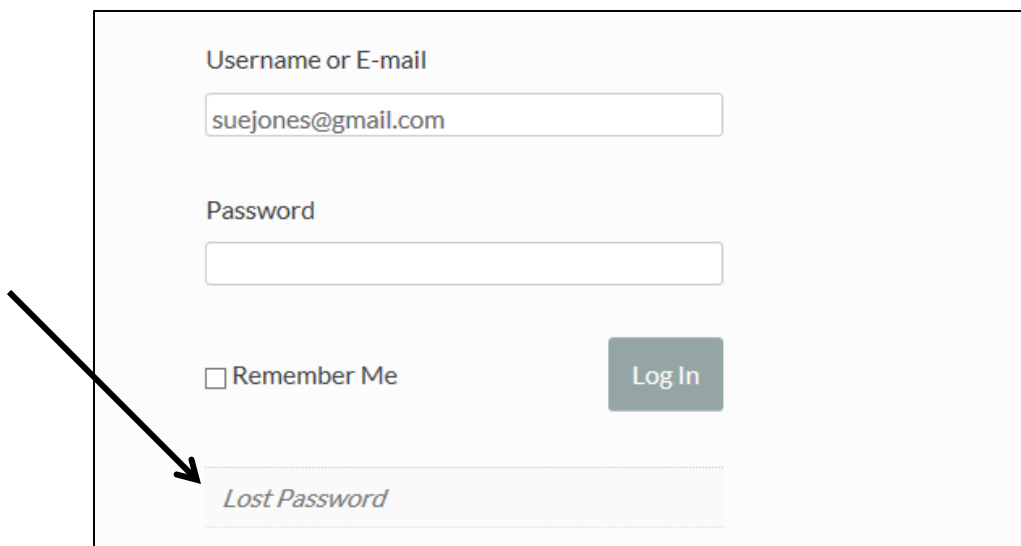 Username or E-mail
suejones@gmail.com
Password
Remember Me
Log In
Lost Password